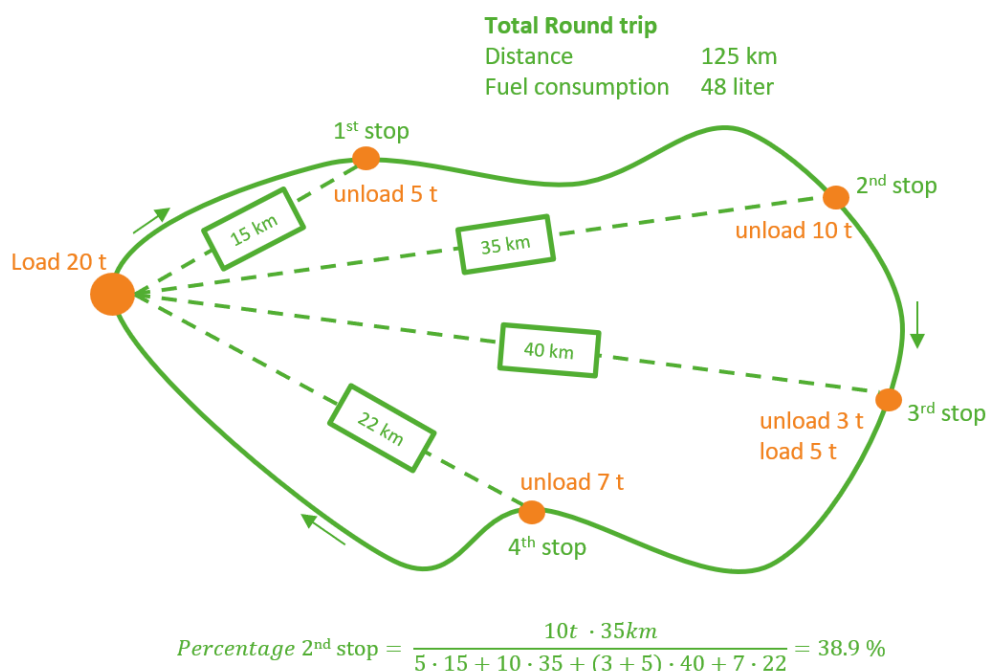 Total Round trip
Distance 125 km
Fuel consumption 48 liter
1st stop
unload 5 t
2nd stop
unload 10 t
15 km
35 km
Load 20 t
40 km
3rd stop
unload 3 t
load 5 t
22 km
unload 7 t
4th stop
Percentage 2nd stop = 10t · 35km / 5 · 15 + 10 · 35 + (3 + 5) · 40 + 7 · 22 = 38.9 %